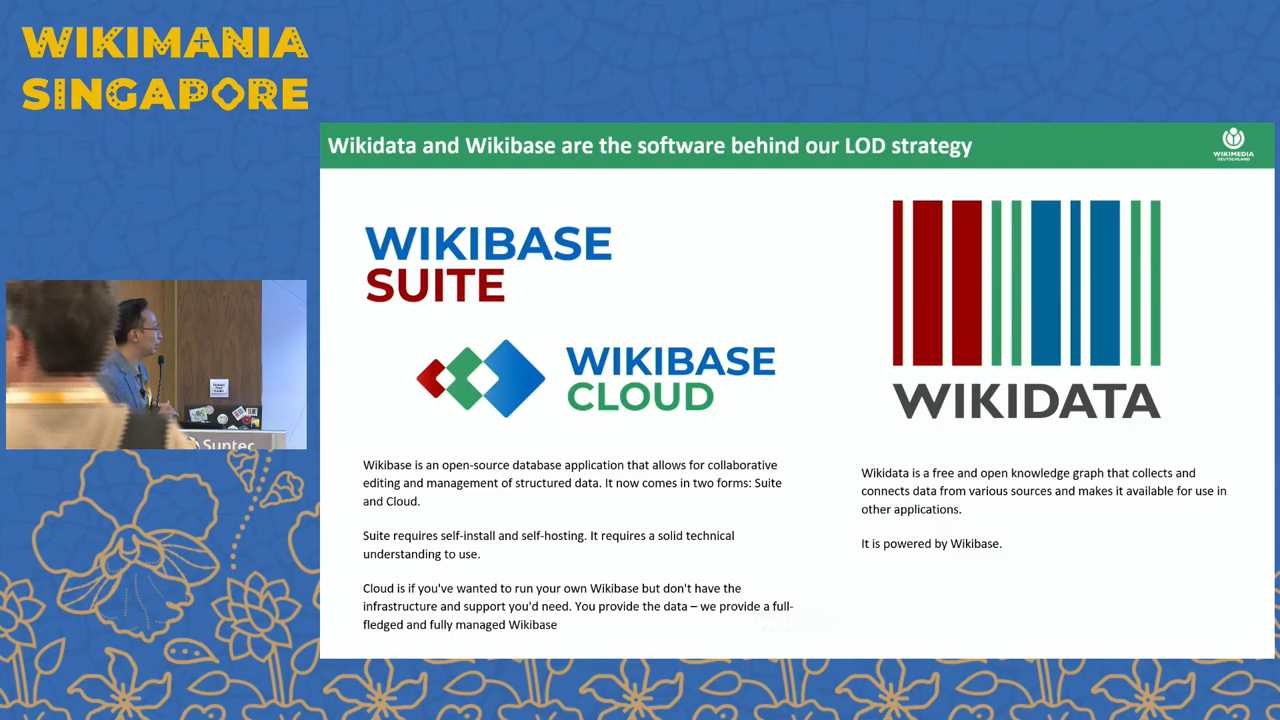 WIKIMANIA
SINGAPORE
Wikidata and Wikibase are the software behind our LOD strategy
WIKIMEDIA
DEUTSCHLAND
WIKIBASE
SUITE
WIKIBASE
CLOUD
WIKIDATA
Suntec
Wikibase is an open-source database application that allows for collaborative
editing and management of structured data. It now comes in two forms: Suite
and Cloud.
Suite requires self-install and self-hosting. It requires a solid technical
understanding to use.
Cloud is if you've wanted to run your own Wikibase but don't have the
infrastructure and support you'd need. You provide the data – we provide a full-
fledged and fully managed Wikibase
Wikidata is a free and open knowledge graph that collects and
connects data from various sources and makes it available for use in
other applications.
It is powered by Wikibase.